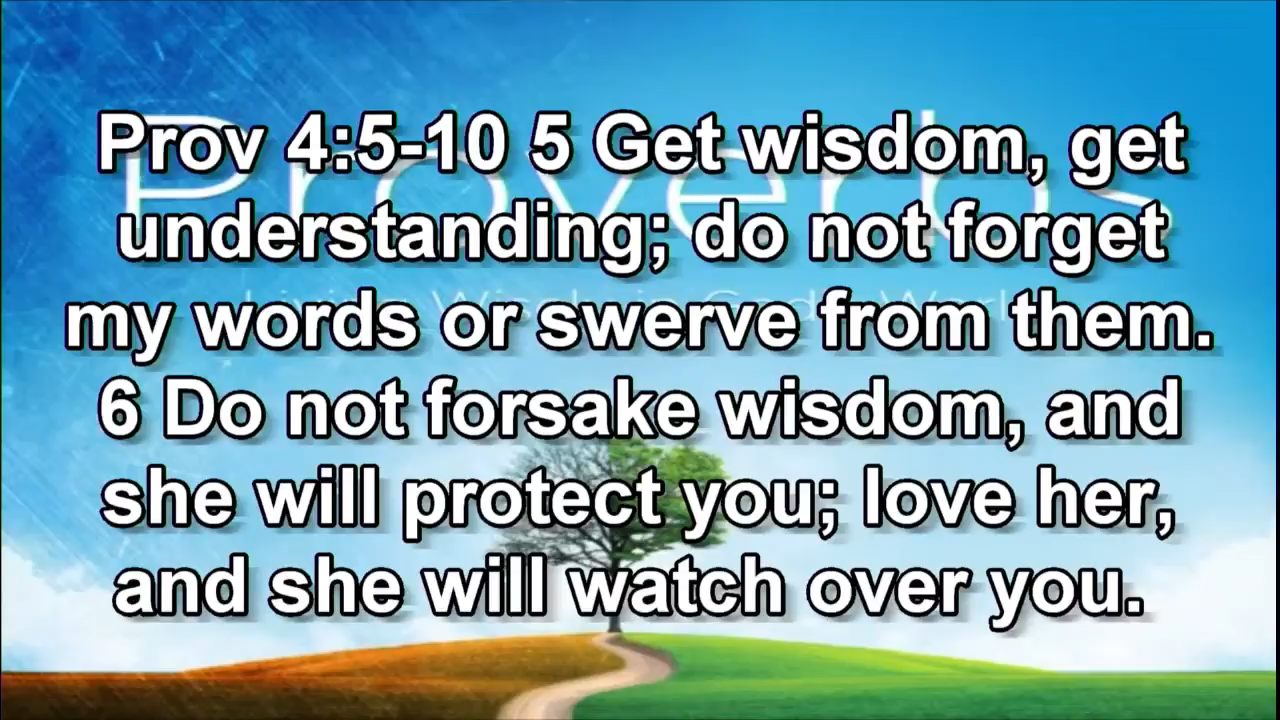 Prov 4:5-10 5 Get wisdom, get
understanding; do not forget
my words or swerve from them.
6 Do not forsake wisdom, and
she will protect you; love her,
and she will watch over you.
Proverbs